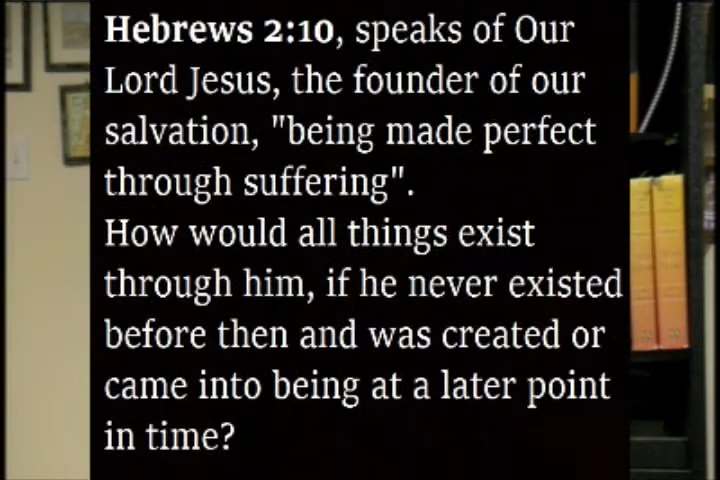 Hebrews 2:10, speaks of Our
Lord Jesus, the founder of our
salvation, "being made perfect
through suffering".
How would all things exist
through him, if he never existed
before then and was created or
came into being at a later point
in time?